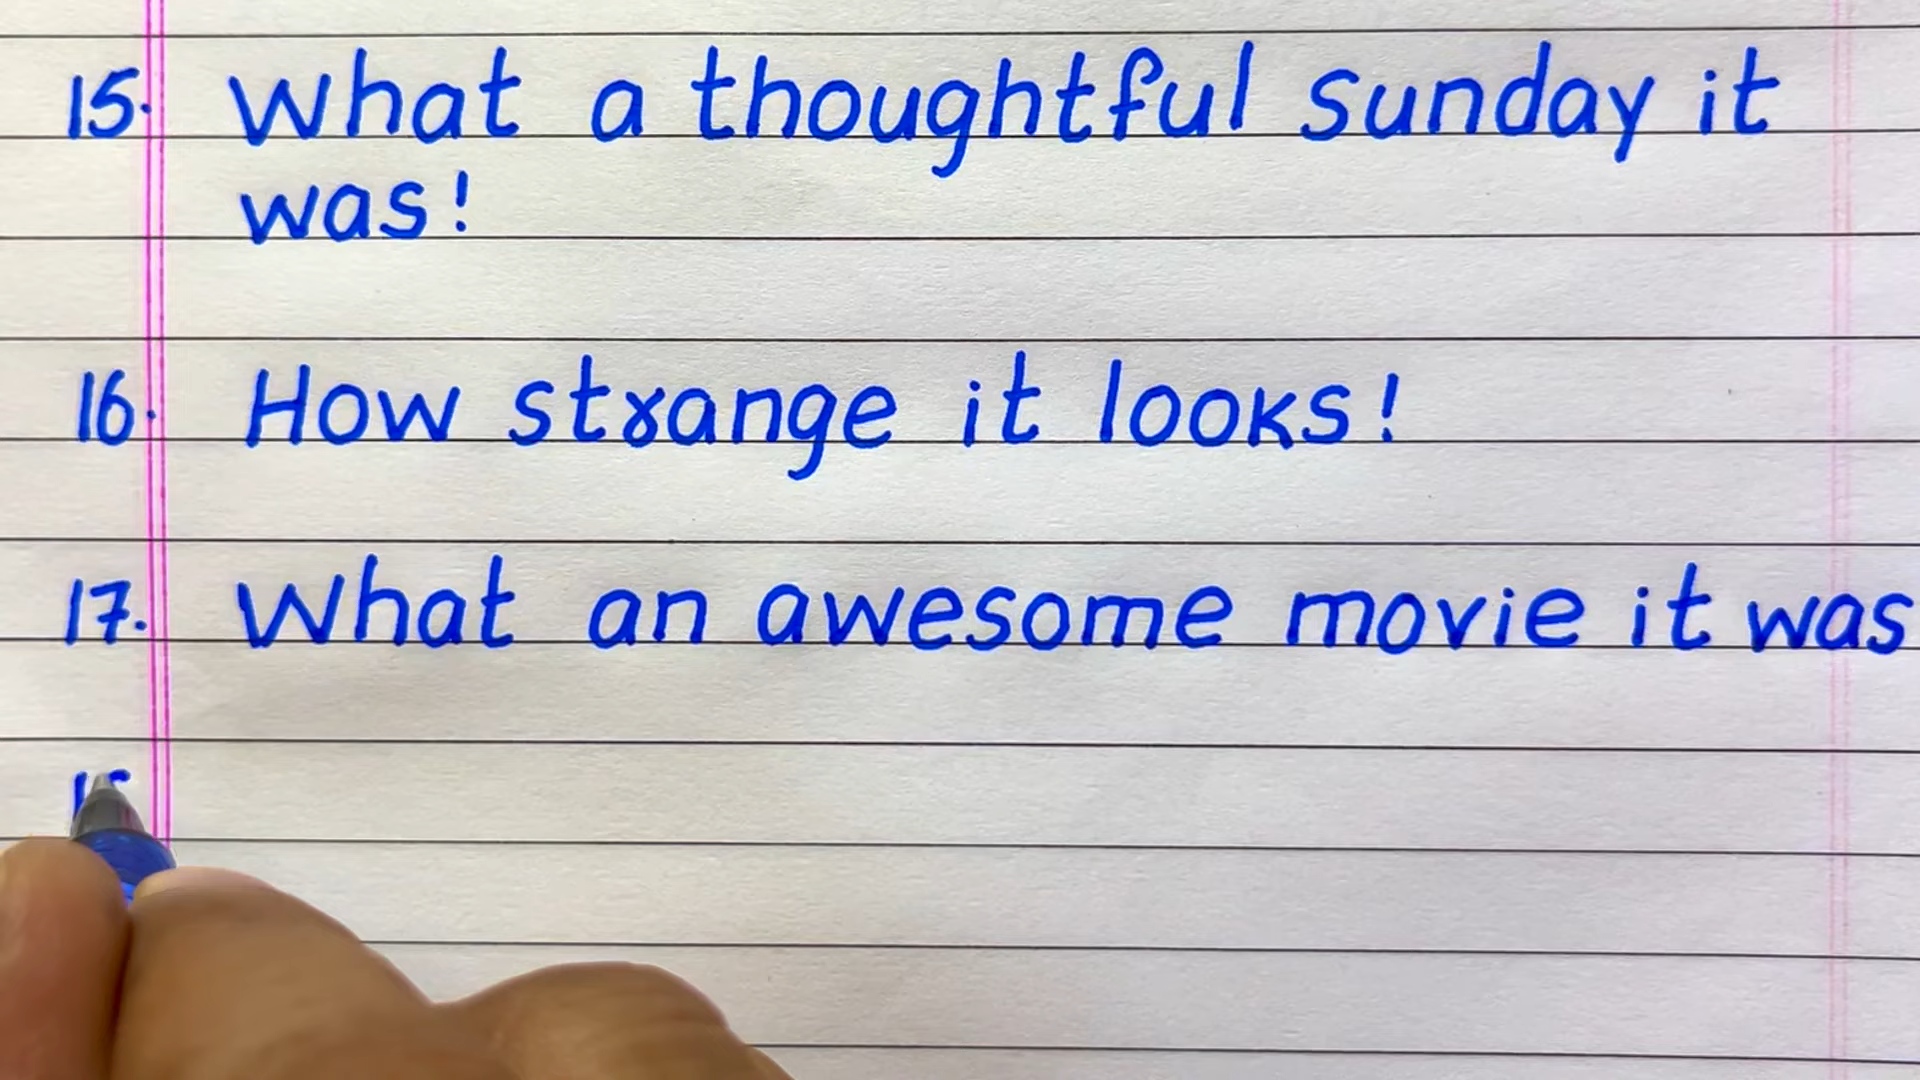 15. What a thoughtful sunday it
was!
16. How strange it looks!
17. What an awesome movie it was